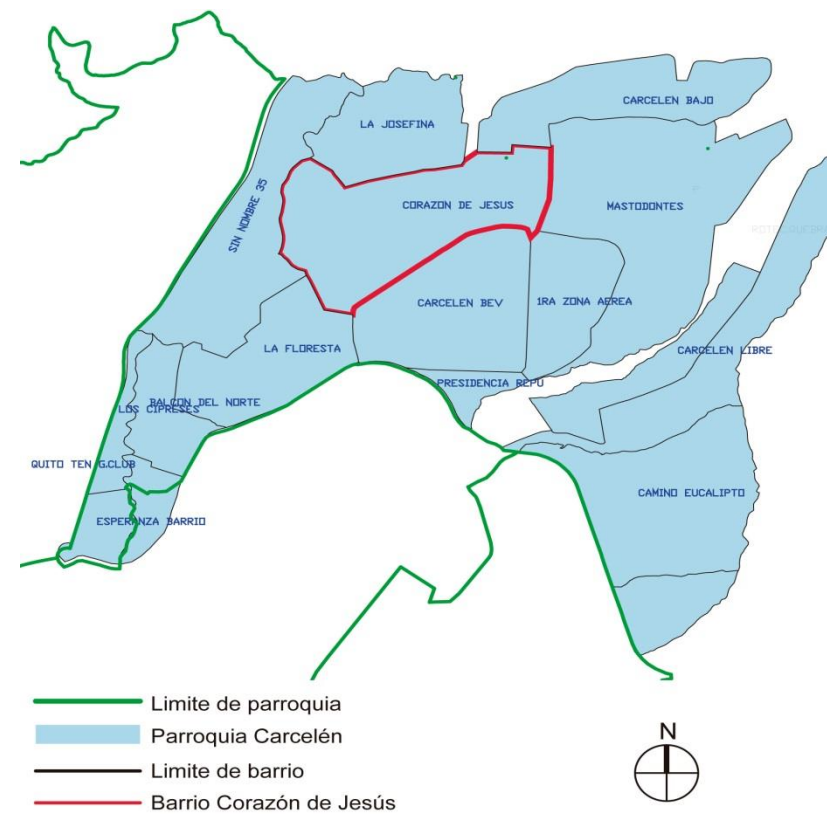 CARCELEN BAJO
LA JOSEFINA
SIN NOMBRE 35
CORAZON DE JESUS
MASTODONTES
CARCELEN BEV
1RA ZONA AEREA
LA FLORESTA
CARCELEN LIBRE
PRESIDENCIA REPU
BALCON DEL NORTE
LOS CIPRESES
QUITO TEN G.CLUB
CAMINO EUCALIPTO
ESPERANZA BARRIO
Limite de parroquia
Parroquia Carcelén
Limite de barrio
Barrio Corazón de Jesús
N